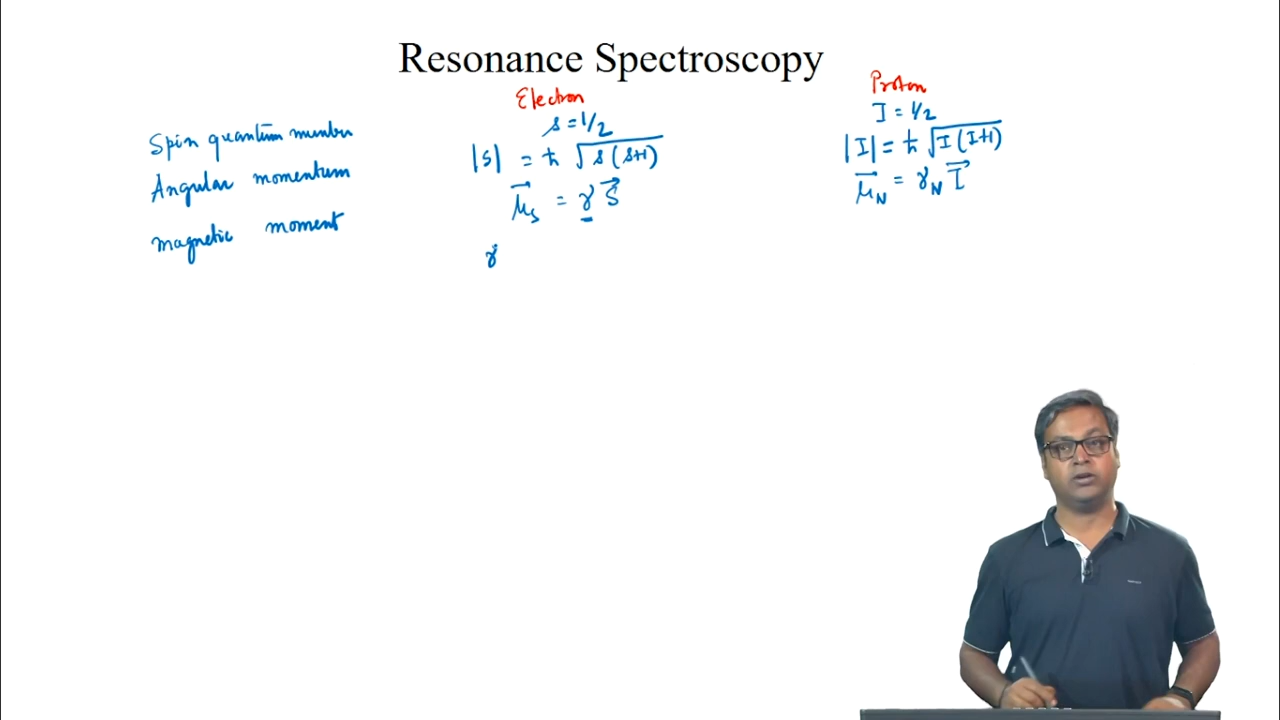 Resonance Spectroscopy
Electron
Proton
Spin quantum number
s = 1/2
I = 1/2
Angular momentum
|S| = ħ √s(s+1)
|I| = ħ √I(I+1)
magnetic moment
μ⃗s = γ S⃗
μ⃗N = γN I⃗
γ